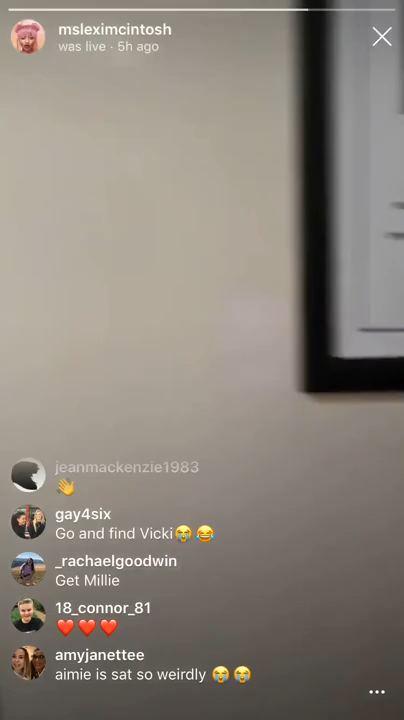 msleximcintosh
was live · 5h ago
jeanmackenzie1983
👋
gay4six
Go and find Vicki😭😂
_rachaelgoodwin
Get Millie
18_connor_81
❤️❤️❤️
amyjanettee
aimie is sat so weirdly 😭😭